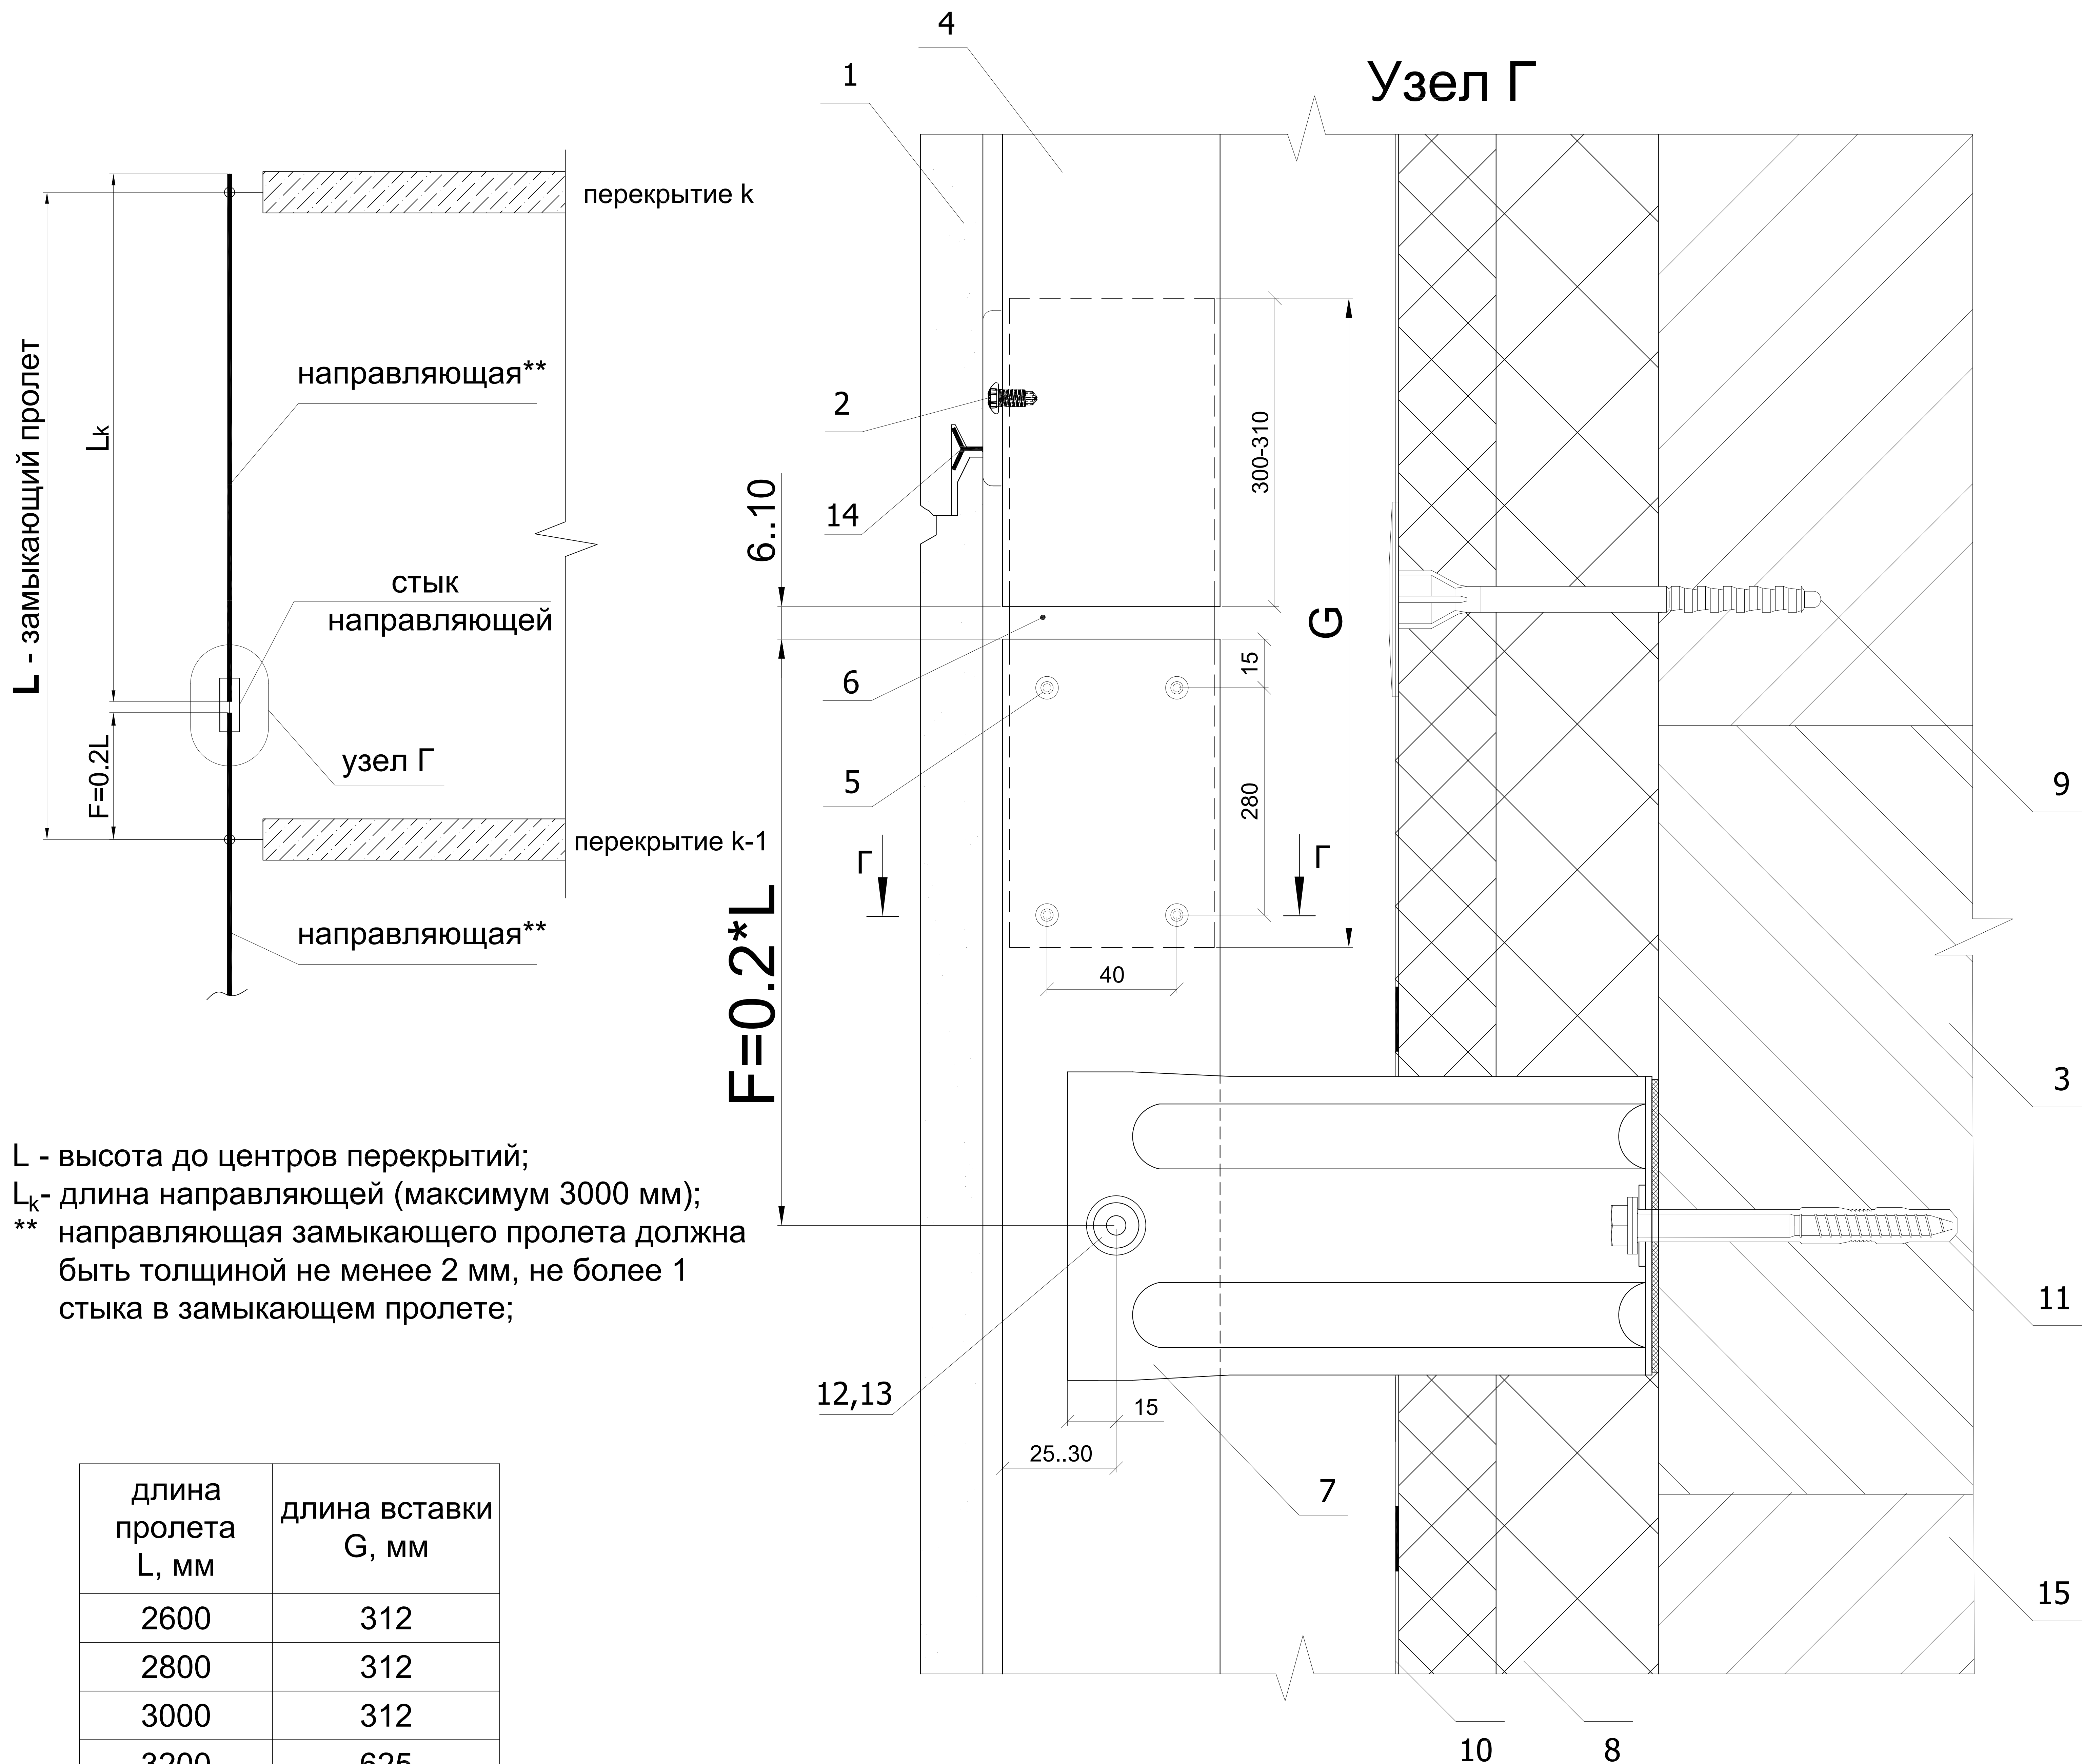 Узел Г
4
1
перекрытие k
L - замыкающий пролет
Lk
направляющая**
2
300-310
14
6..10
стык
направляющей
G
6
15
узел Г
F=0.2L
5
280
9
перекрытие k-1
Г
Г
F=0.2*L
направляющая**
40
3
L - высота до центров перекрытий;
Lk- длина направляющей (максимум 3000 мм);
** направляющая замыкающего пролета должна
быть толщиной не менее 2 мм, не более 1
стыка в замыкающем пролете;
11
12,13
15
25..30
7
15
длина
пролета
L, мм
длина вставки
G, мм
2600
312
2800
312
3000
312
3200
625
10
8